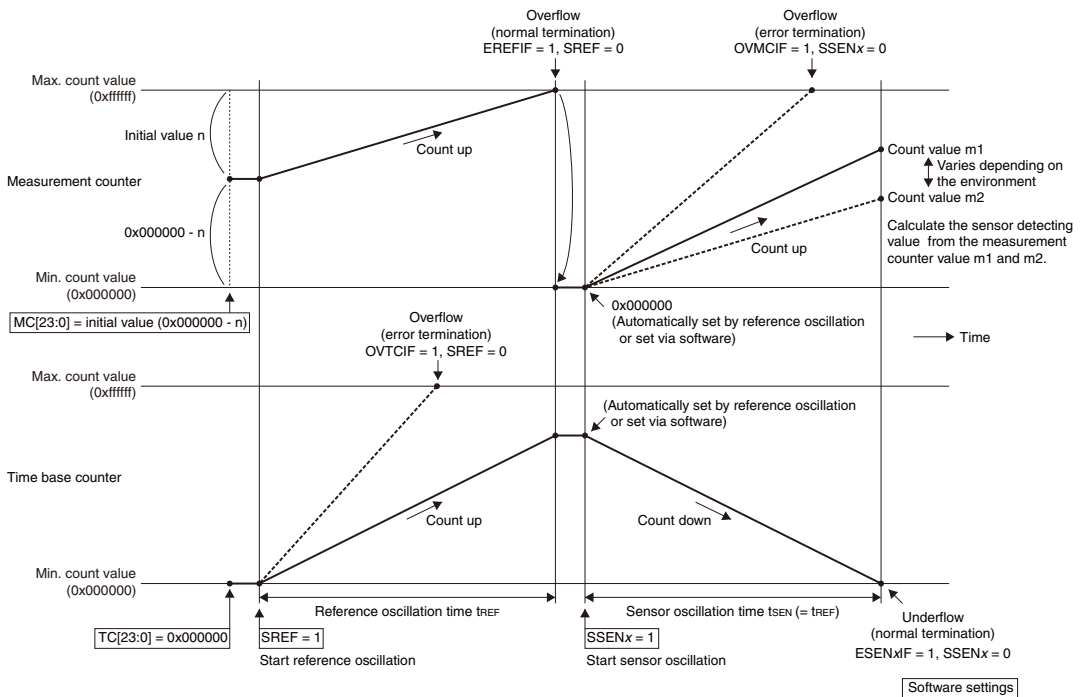 Overflow
(normal termination)
EREFIF = 1, SREF = 0
Overflow
(error termination)
OVMCIF = 1, SSENx = 0
Max. count value
(0xffffff)
Initial value n
Count up
Measurement counter
0x000000 - n
Count value m1
Varies depending on
the environment
Count value m2
Count up
Calculate the sensor detecting
value from the measurement
counter value m1 and m2.
Min. count value
(0x000000)
MC[23:0] = initial value (0x000000 - n)
0x000000
(Automatically set by reference oscillation
or set via software)
Time
Overflow
(error termination)
OVTCIF = 1, SREF = 0
Max. count value
(0xffffff)
(Automatically set by reference oscillation
or set via software)
Time base counter
Count up
Count down
Min. count value
(0x000000)
Reference oscillation time tREF
Sensor oscillation time tSEN (= tREF)
TC[23:0] = 0x000000
SREF = 1
Start reference oscillation
SSENx = 1
Start sensor oscillation
Underflow
(normal termination)
ESENxIF = 1, SSENx = 0
Software settings